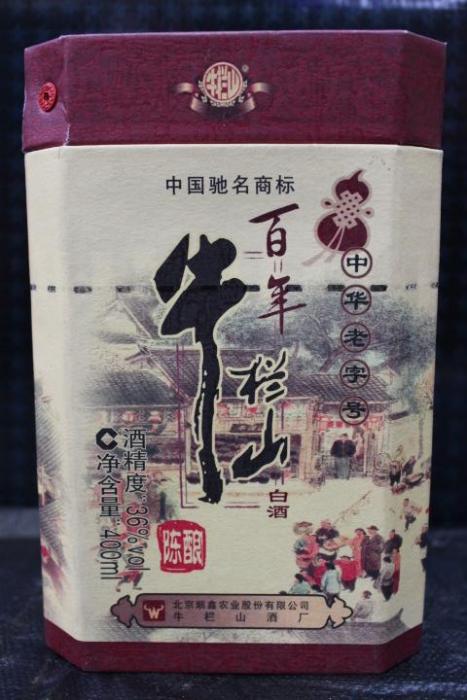 牛栏山
中国驰名商标
百年
牛栏山
白酒
中华老字号
酒精度:36%vol
净含量:400ml
陈酿
北京顺鑫农业股份有限公司
牛栏山酒厂